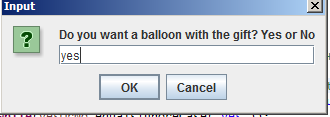 Input
Do you want a balloon with the gift? Yes or No
yes
OK Cancel